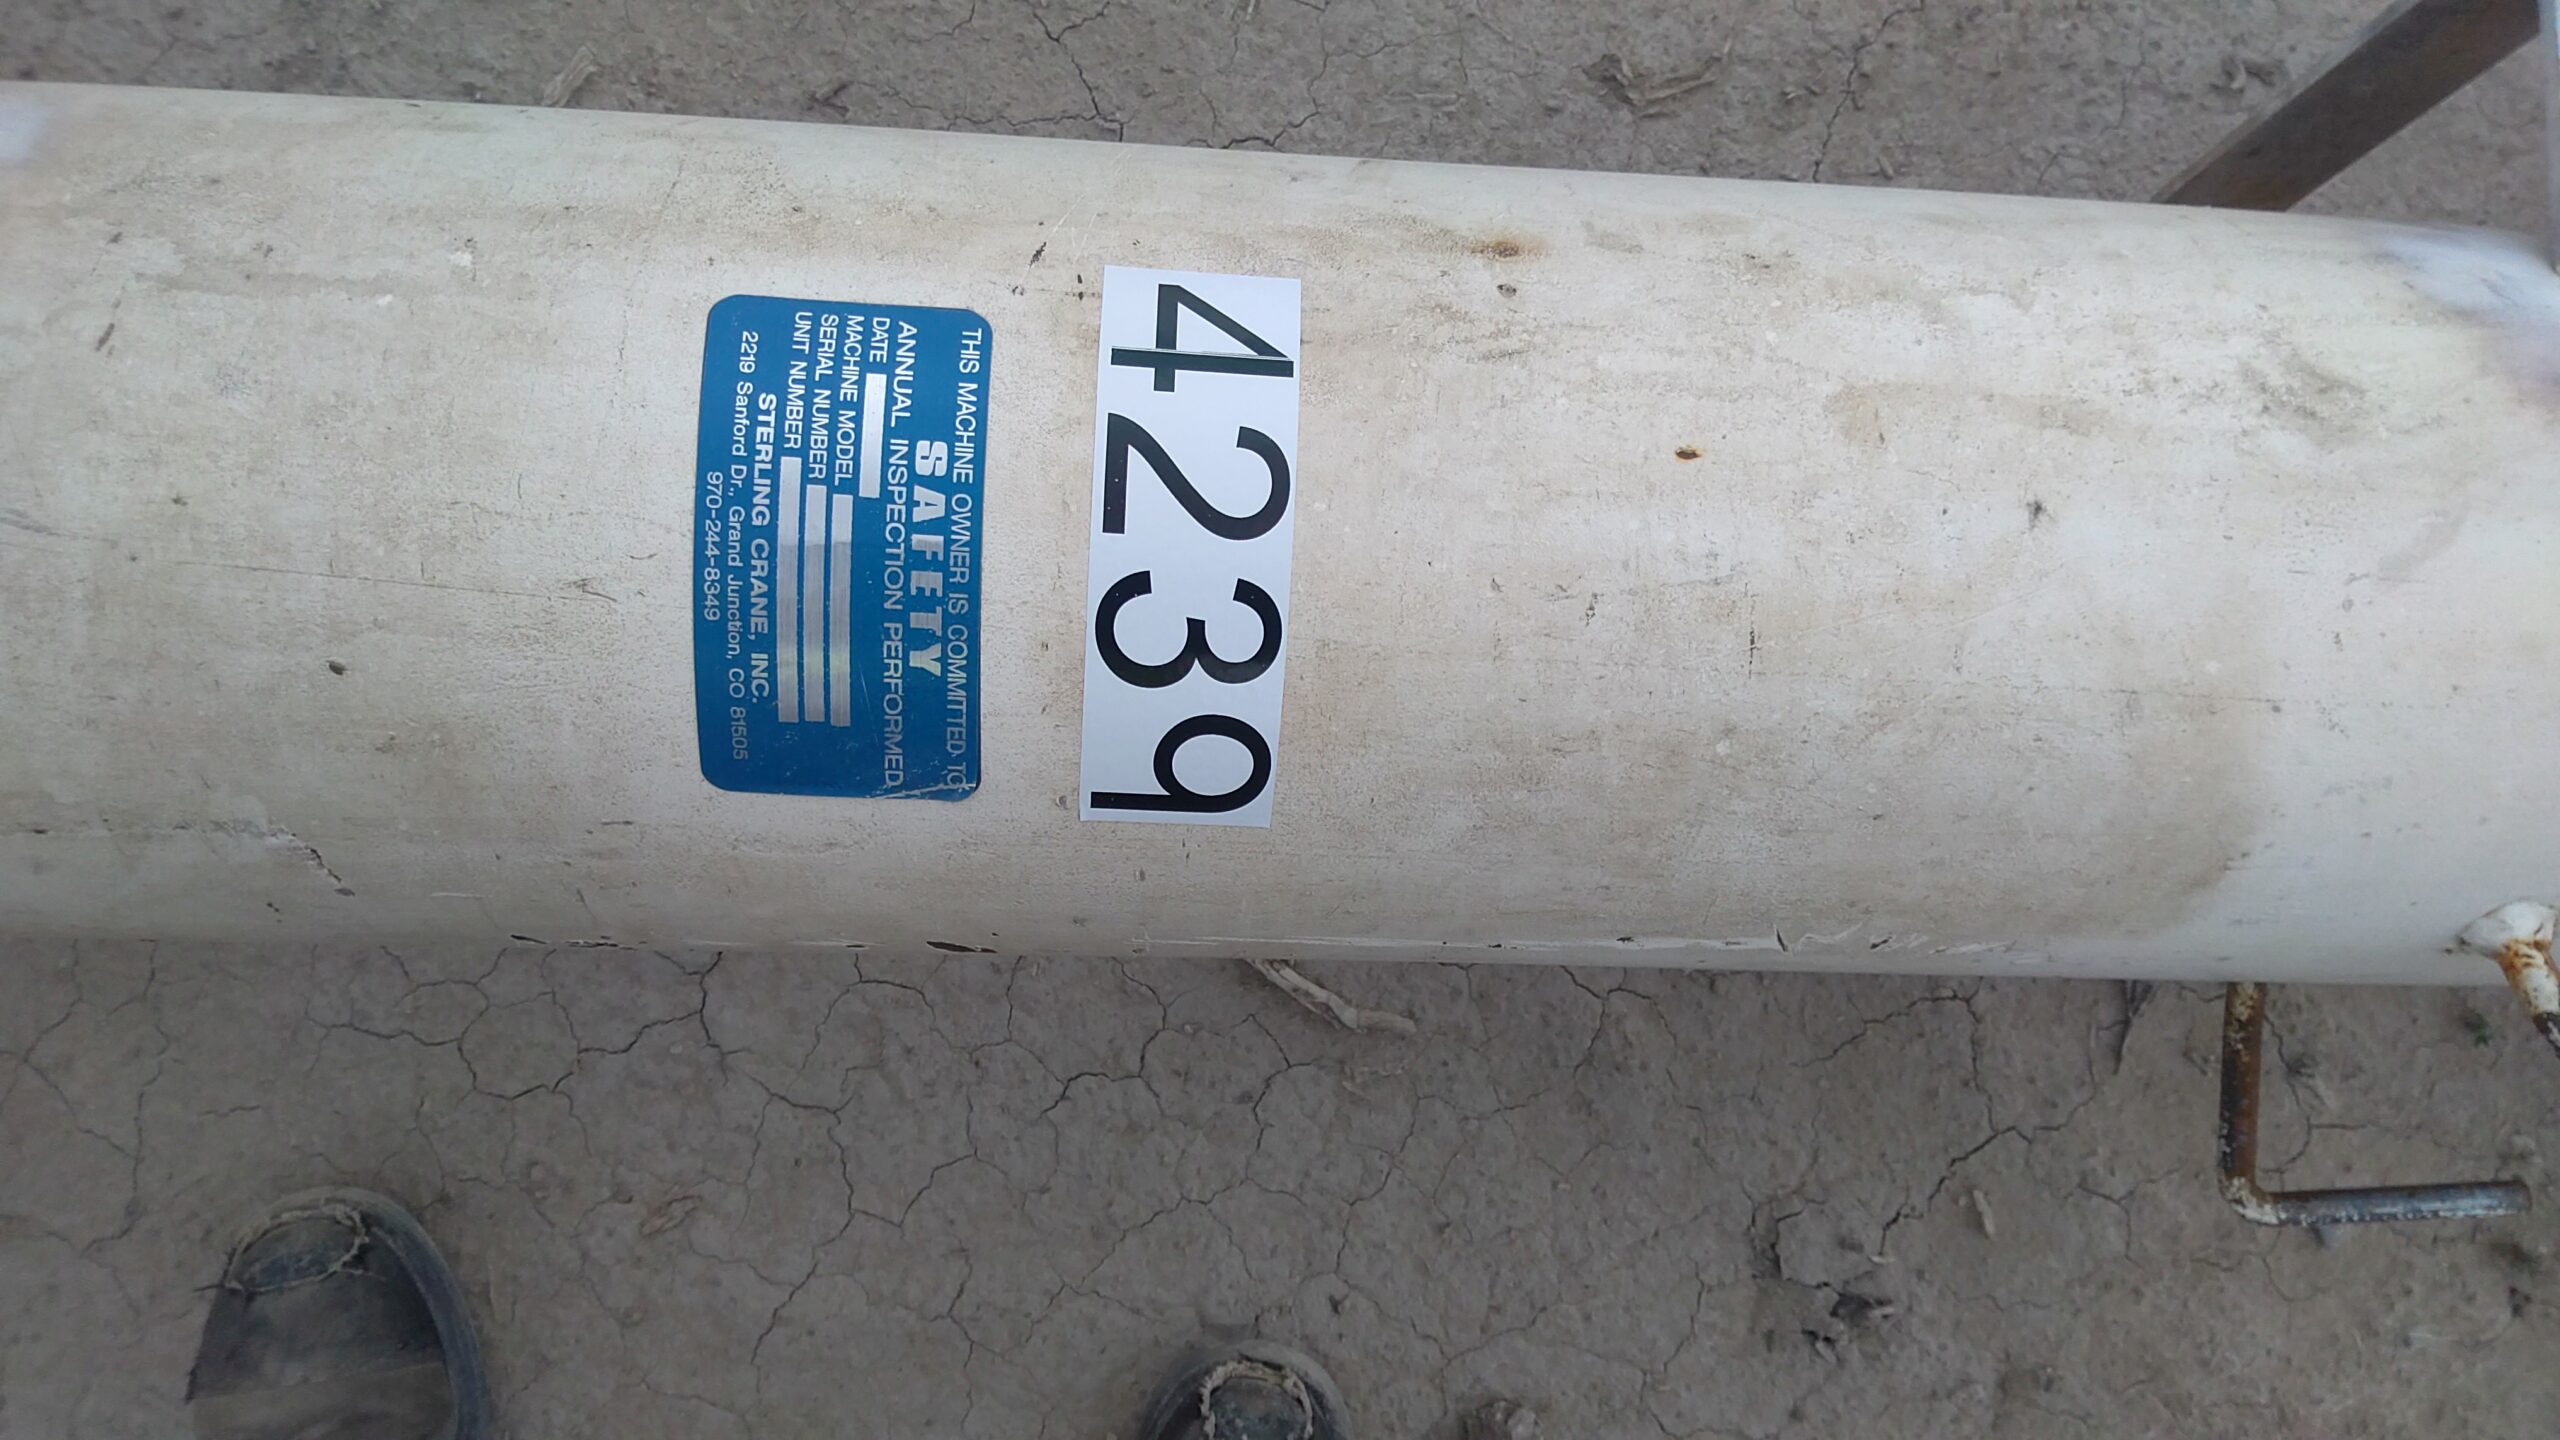 4239
THIS MACHINE OWNER IS COMMITTED TO
SAFETY
ANNUAL INSPECTION PERFORMED
DATE
MACHINE MODEL
SERIAL NUMBER
UNIT NUMBER
STERLING CRANE, INC.
2219 Sanford Dr., Grand Junction, CO 81505
970-244-8349